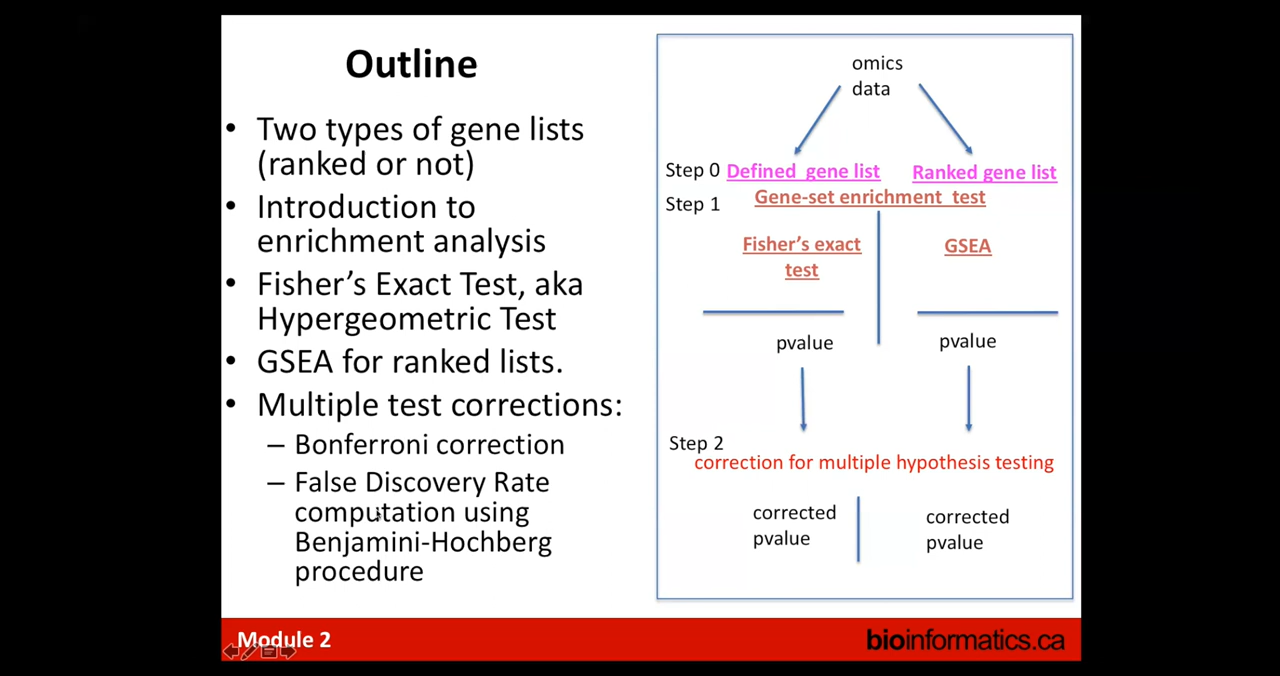 Outline
• Two types of gene lists
(ranked or not)
• Introduction to
enrichment analysis
• Fisher’s Exact Test, aka
Hypergeometric Test
• GSEA for ranked lists.
• Multiple test corrections:
– Bonferroni correction
– False Discovery Rate
computation using
Benjamini-Hochberg
procedure
omics
data
Step 0 Defined gene list Ranked gene list
Step 1 Gene-set enrichment test
Fisher’s exact
test
GSEA
pvalue
pvalue
Step 2
correction for multiple hypothesis testing
corrected
pvalue
corrected
pvalue
Module 2
bioinformatics.ca